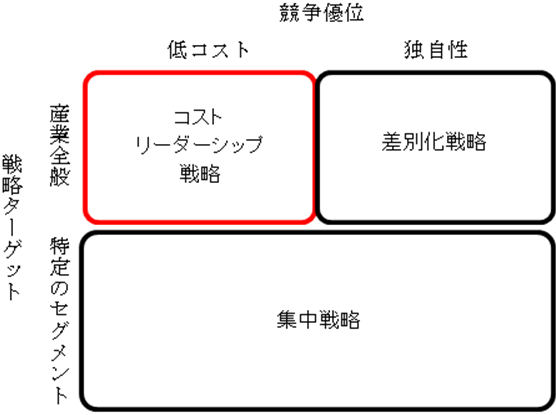 競争優位
低コスト
独自性
戦略ターゲット
産業全般
コスト
リーダーシップ
戦略
差別化戦略
特定のセグメント
集中戦略